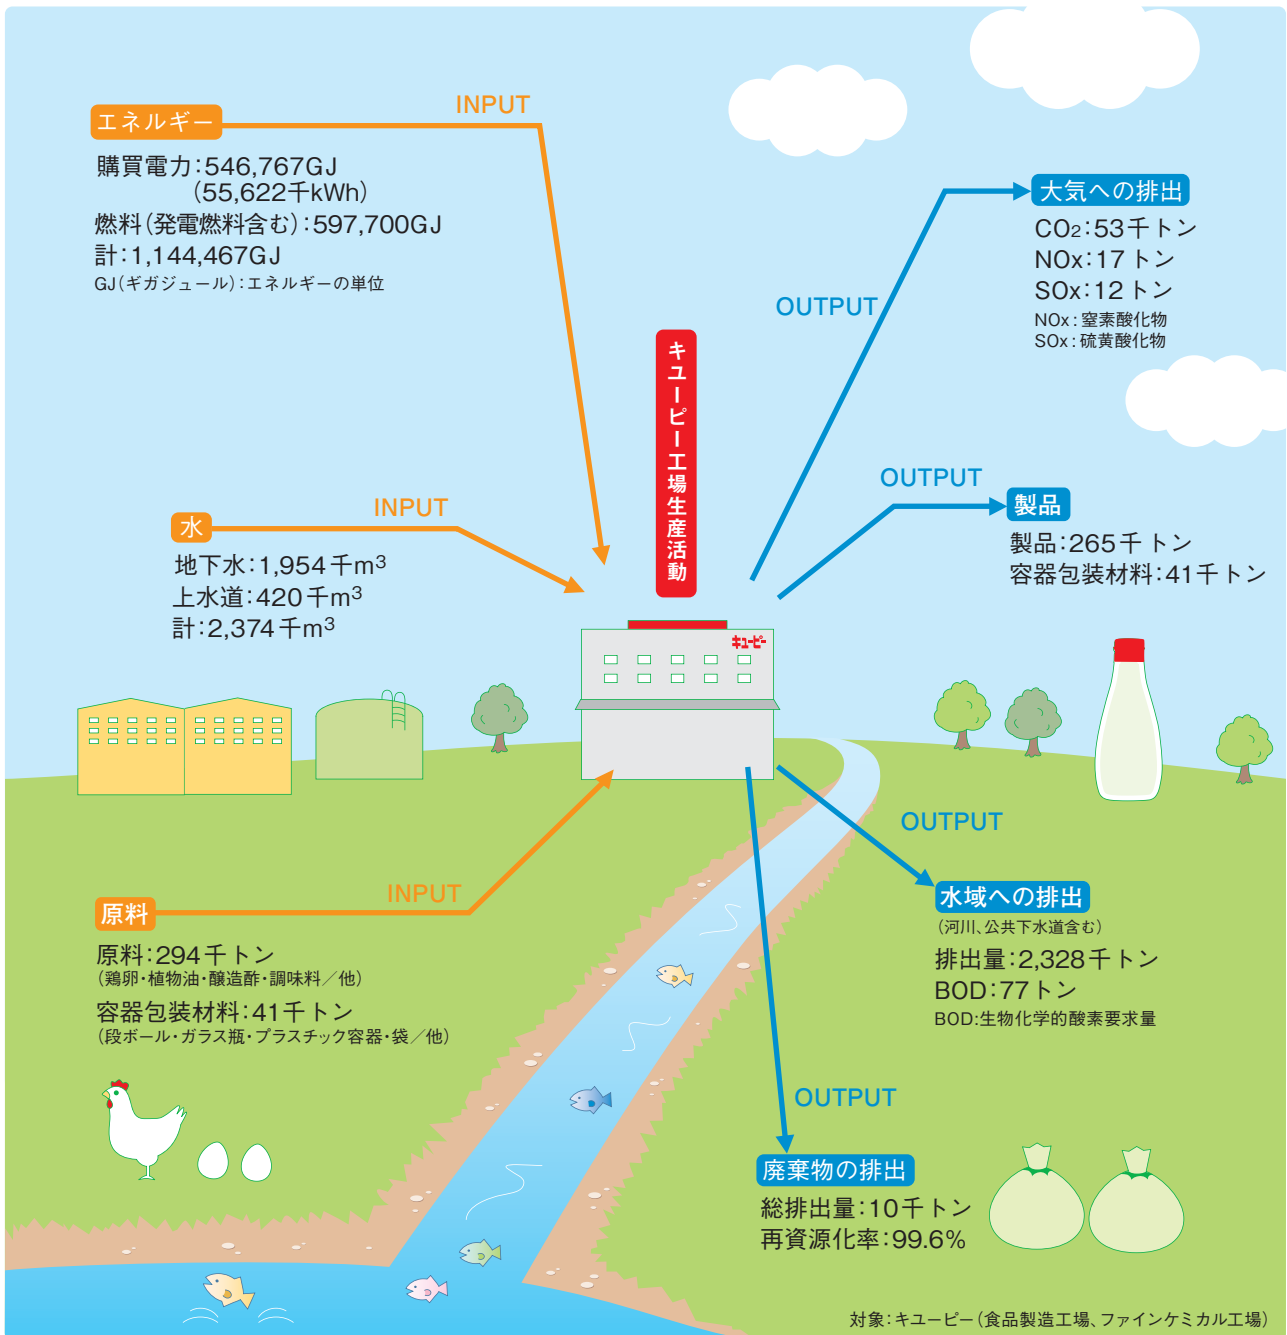 INPUT
エネルギー
購買電力:546,767GJ
(55,622千kWh)
燃料(発電燃料含む):597,700GJ
計:1,144,467GJ
GJ(ギガジュール):エネルギーの単位
INPUT
水
地下水:1,954千m³
上水道:420千m³
計:2,374千m³
INPUT
原料
原料:294千トン
(鶏卵・植物油・醸造酢・調味料/他)
容器包装材料:41千トン
(段ボール・ガラス瓶・プラスチック容器・袋/他)
キユーピー工場生産活動
キユーピー
OUTPUT
大気への排出
CO₂:53千トン
NOx:17トン
SOx:12トン
NOx:窒素酸化物
SOx:硫黄酸化物
OUTPUT
製品
製品:265千トン
容器包装材料:41千トン
OUTPUT
水域への排出
(河川、公共下水道含む)
排出量:2,328千トン
BOD:77トン
BOD:生物化学的酸素要求量
OUTPUT
廃棄物の排出
総排出量:10千トン
再資源化率:99.6%
対象:キユーピー(食品製造工場、ファインケミカル工場)